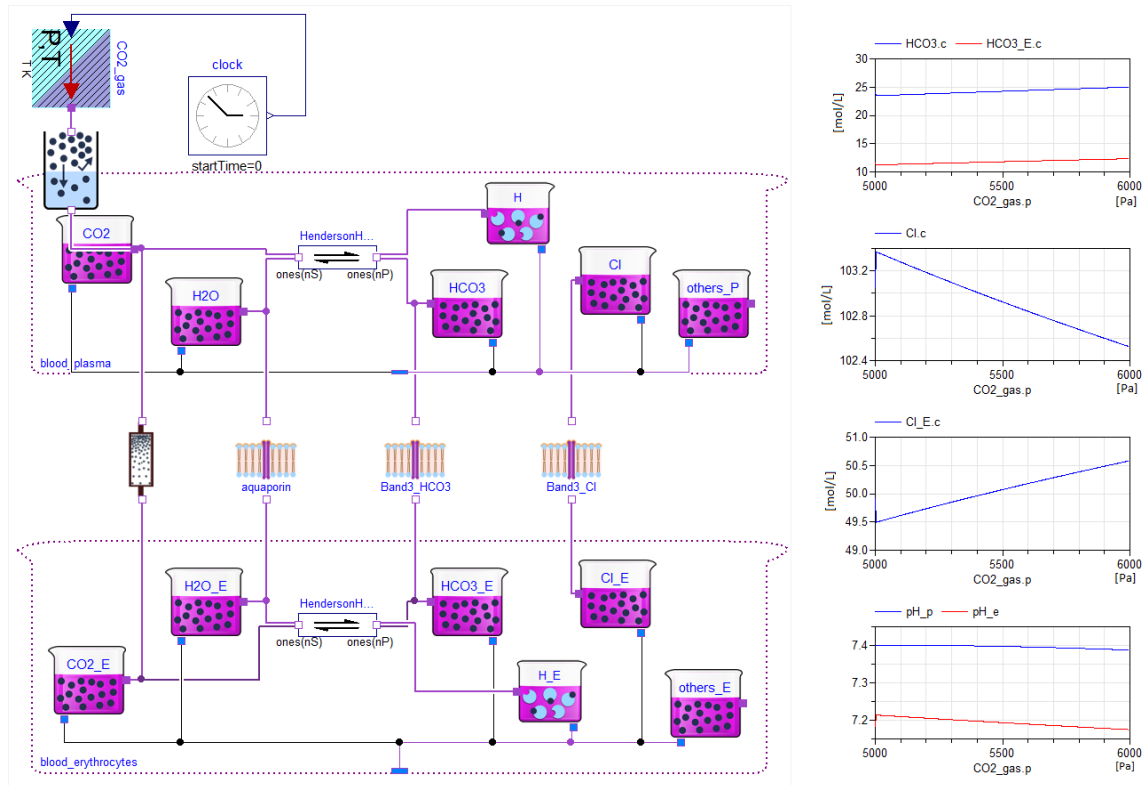 P,T
TK
CO2_gas
clock
startTime=0
CO2
H2O
HendersonH...
ones(nS) ones(nP)
H
HCO3
Cl
others_P
blood_plasma
aquaporin
Band3_HCO3
Band3_Cl
H2O_E
HendersonH...
ones(nS) ones(nP)
HCO3_E
Cl_E
CO2_E
H_E
others_E
blood_erythrocytes
HCO3.c HCO3_E.c
30
25
20
15
10
[mol/L]
5000 5500 6000
CO2_gas.p [Pa]
Cl.c
103.2
102.8
102.4
[mol/L]
5000 5500 6000
CO2_gas.p [Pa]
Cl_E.c
51.0
50.5
50.0
49.5
49.0
[mol/L]
5000 5500 6000
CO2_gas.p [Pa]
pH_p pH_e
7.4
7.3
7.2
5000 5500 6000
CO2_gas.p [Pa]